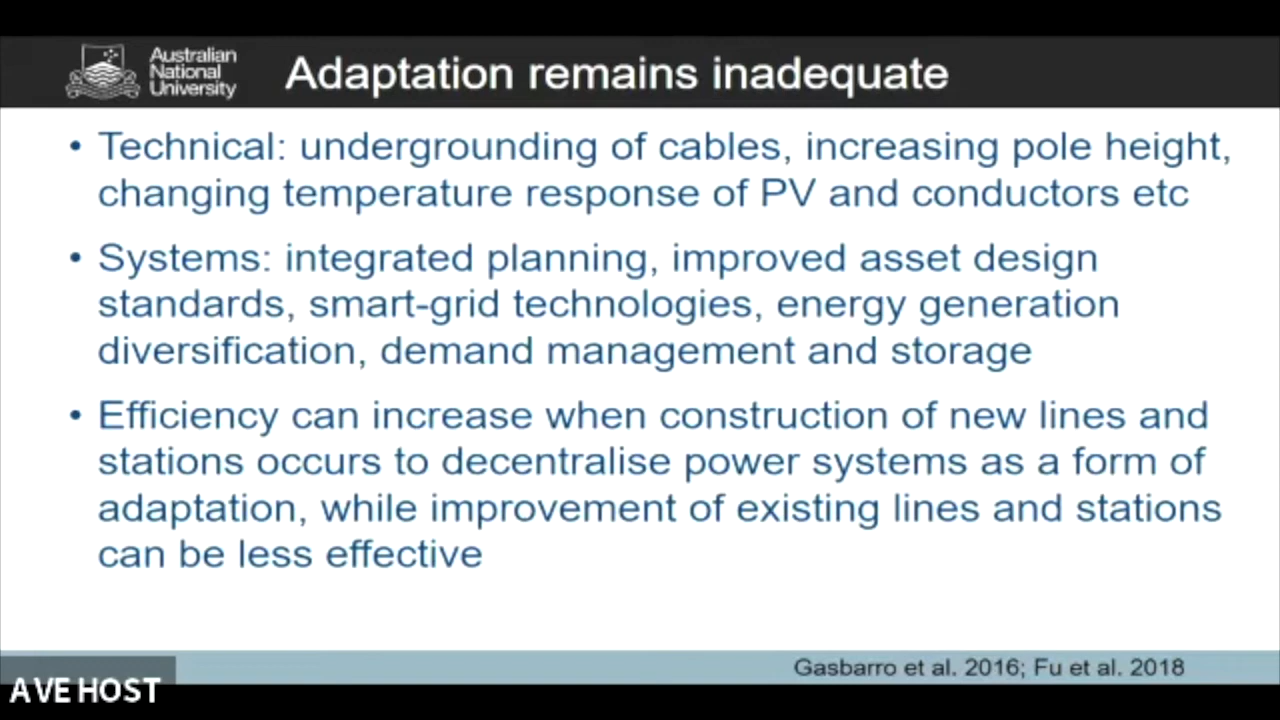 Australian
National
University
Adaptation remains inadequate
• Technical: undergrounding of cables, increasing pole height,
changing temperature response of PV and conductors etc
• Systems: integrated planning, improved asset design
standards, smart-grid technologies, energy generation
diversification, demand management and storage
• Efficiency can increase when construction of new lines and
stations occurs to decentralise power systems as a form of
adaptation, while improvement of existing lines and stations
can be less effective
Gasbarro et al. 2016; Fu et al. 2018
AVE HOST